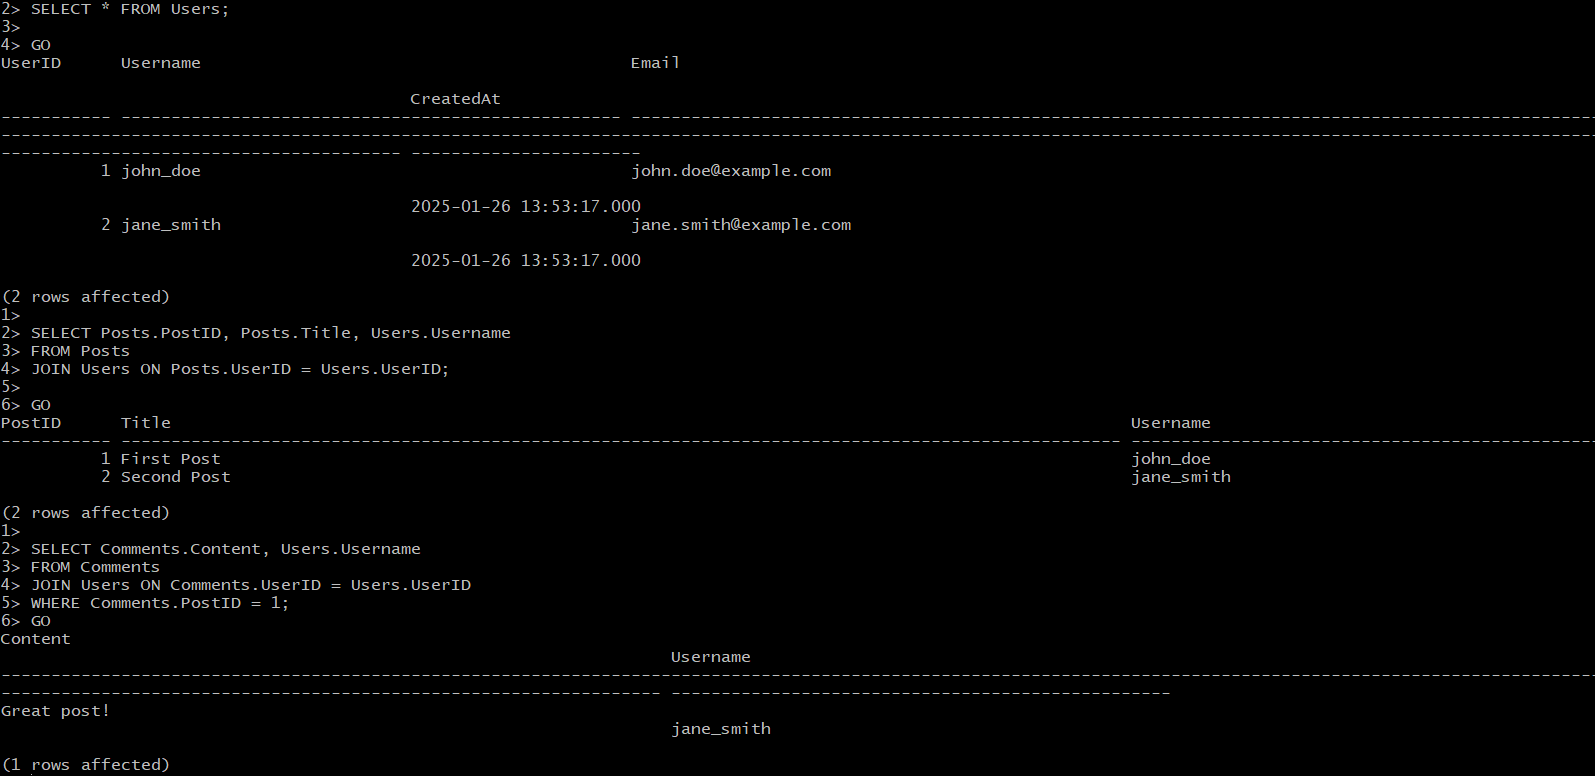 2> SELECT * FROM Users;
3>
4> GO
UserID      Username                                           Email
                                         CreatedAt
----------- -------------------------------------------------- -------------------------------------------------------------------------------------------------
----------------------------------------------------------------------------------------------------------------------------------------------------------------
---------------------------------------- -----------------------
          1 john_doe                                           john.doe@example.com
                                         2025-01-26 13:53:17.000
          2 jane_smith                                         jane.smith@example.com
                                         2025-01-26 13:53:17.000
(2 rows affected)
1>
2> SELECT Posts.PostID, Posts.Title, Users.Username
3> FROM Posts
4> JOIN Users ON Posts.UserID = Users.UserID;
5>
6> GO
PostID      Title                                                                                                Username
----------- ---------------------------------------------------------------------------------------------------- -----------------------------------------------
          1 First Post                                                                                           john_doe
          2 Second Post                                                                                          jane_smith
(2 rows affected)
1>
2> SELECT Comments.Content, Users.Username
3> FROM Comments
4> JOIN Users ON Comments.UserID = Users.UserID
5> WHERE Comments.PostID = 1;
6> GO
Content
                                                                   Username
----------------------------------------------------------------------------------------------------------------------------------------------------------------
------------------------------------------------------------------ --------------------------------------------------
Great post!
                                                                   jane_smith
(1 rows affected)